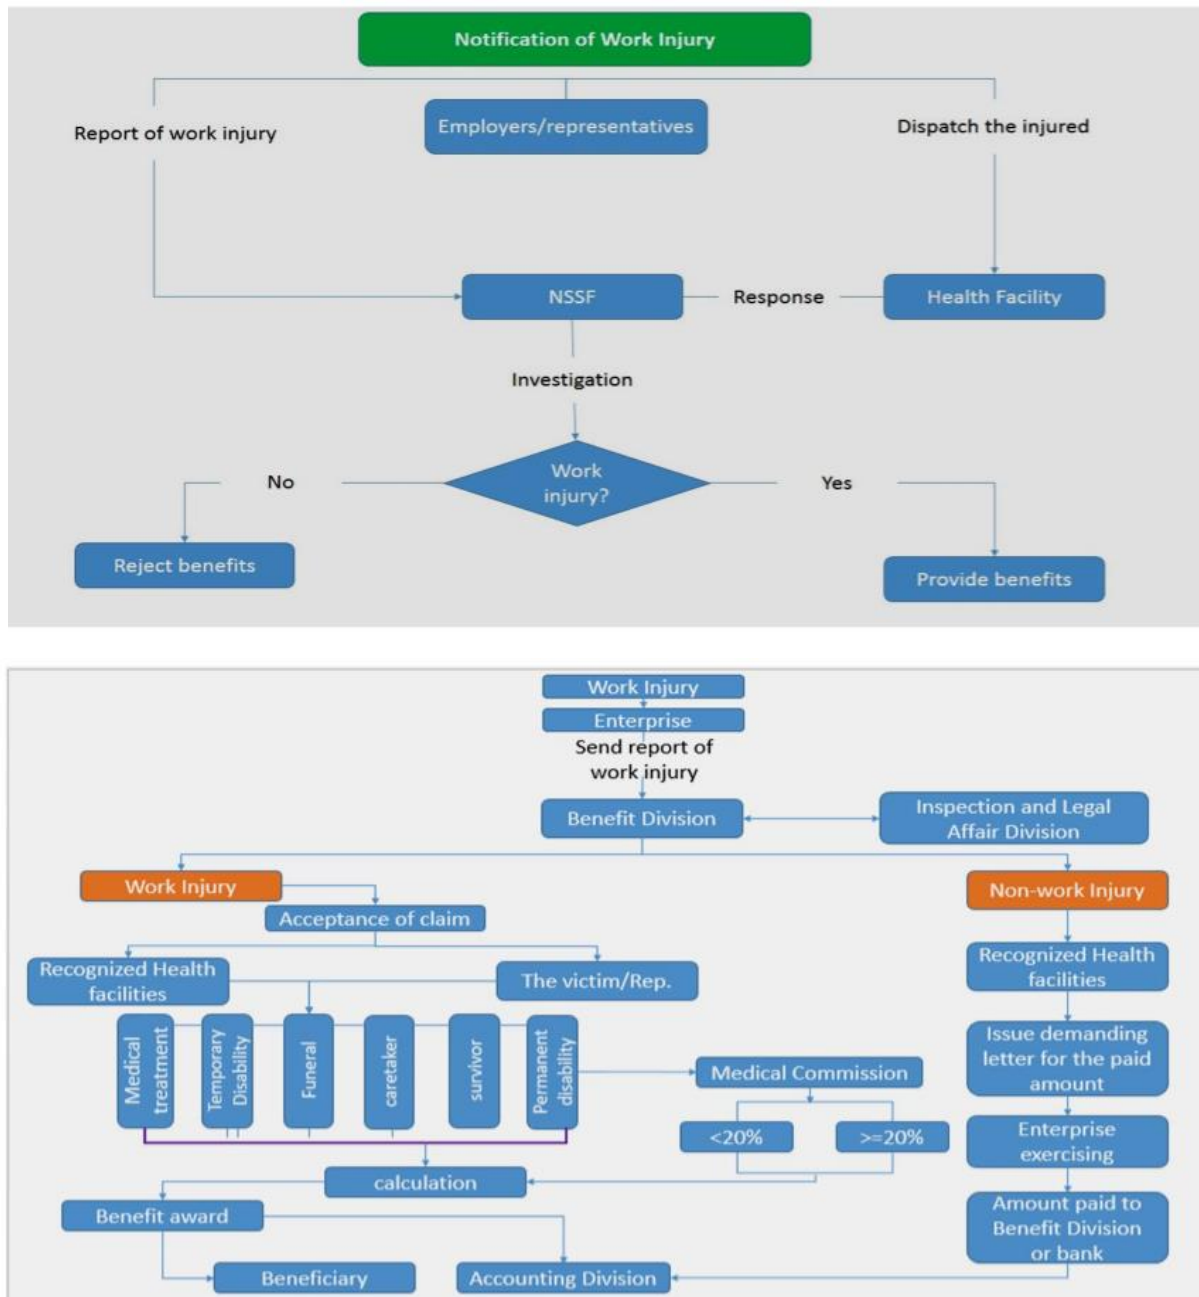 Notification of Work Injury
Report of work injury
Employers/representatives
Dispatch the injured
NSSF
Response
Health Facility
Investigation
Work
injury?
No
Yes
Reject benefits
Provide benefits
Work Injury
Enterprise
Send report of
work injury
Benefit Division
Inspection and Legal
Affair Division
Work Injury
Non-work Injury
Acceptance of claim
Recognized Health
facilities
The victim/Rep.
Recognized Health
facilities
Medical
treatment
Temporary
Disability
Funeral
caretaker
survivor
Permanent
disability
Medical Commission
Issue demanding
letter for the paid
amount
<20%
>=20%
Enterprise
exercising
calculation
Benefit award
Amount paid to
Benefit Division
or bank
Beneficiary
Accounting Division